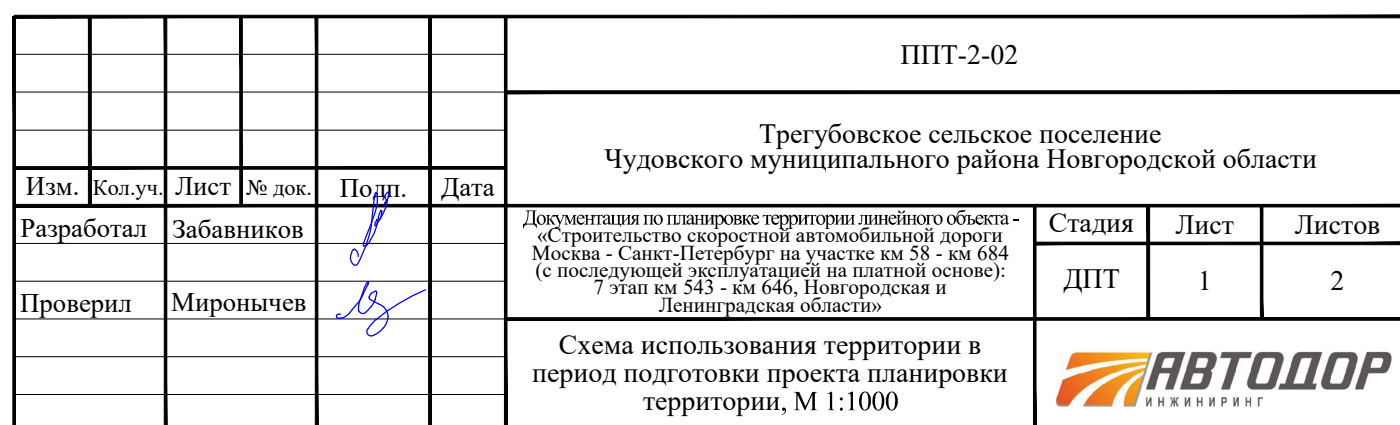 ППТ-2-02
Трегубовское сельское поселение
Чудовского муниципального района Новгородской области
Изм. Кол.уч. Лист № док. Подп. Дата
Разработал Забавников
Проверил Миронычев
Документация по планировке территории линейного объекта -
«Строительство скоростной автомобильной дороги
Москва - Санкт-Петербург на участке км 58 - км 684
(с последующей эксплуатацией на платной основе):
7 этап км 543 - км 646, Новгородская и
Ленинградская области»
Стадия Лист Листов
ДПТ 1 2
Схема использования территории в
период подготовки проекта планировки
территории, М 1:1000
АВТОДОР
ИНЖИНИРИНГ